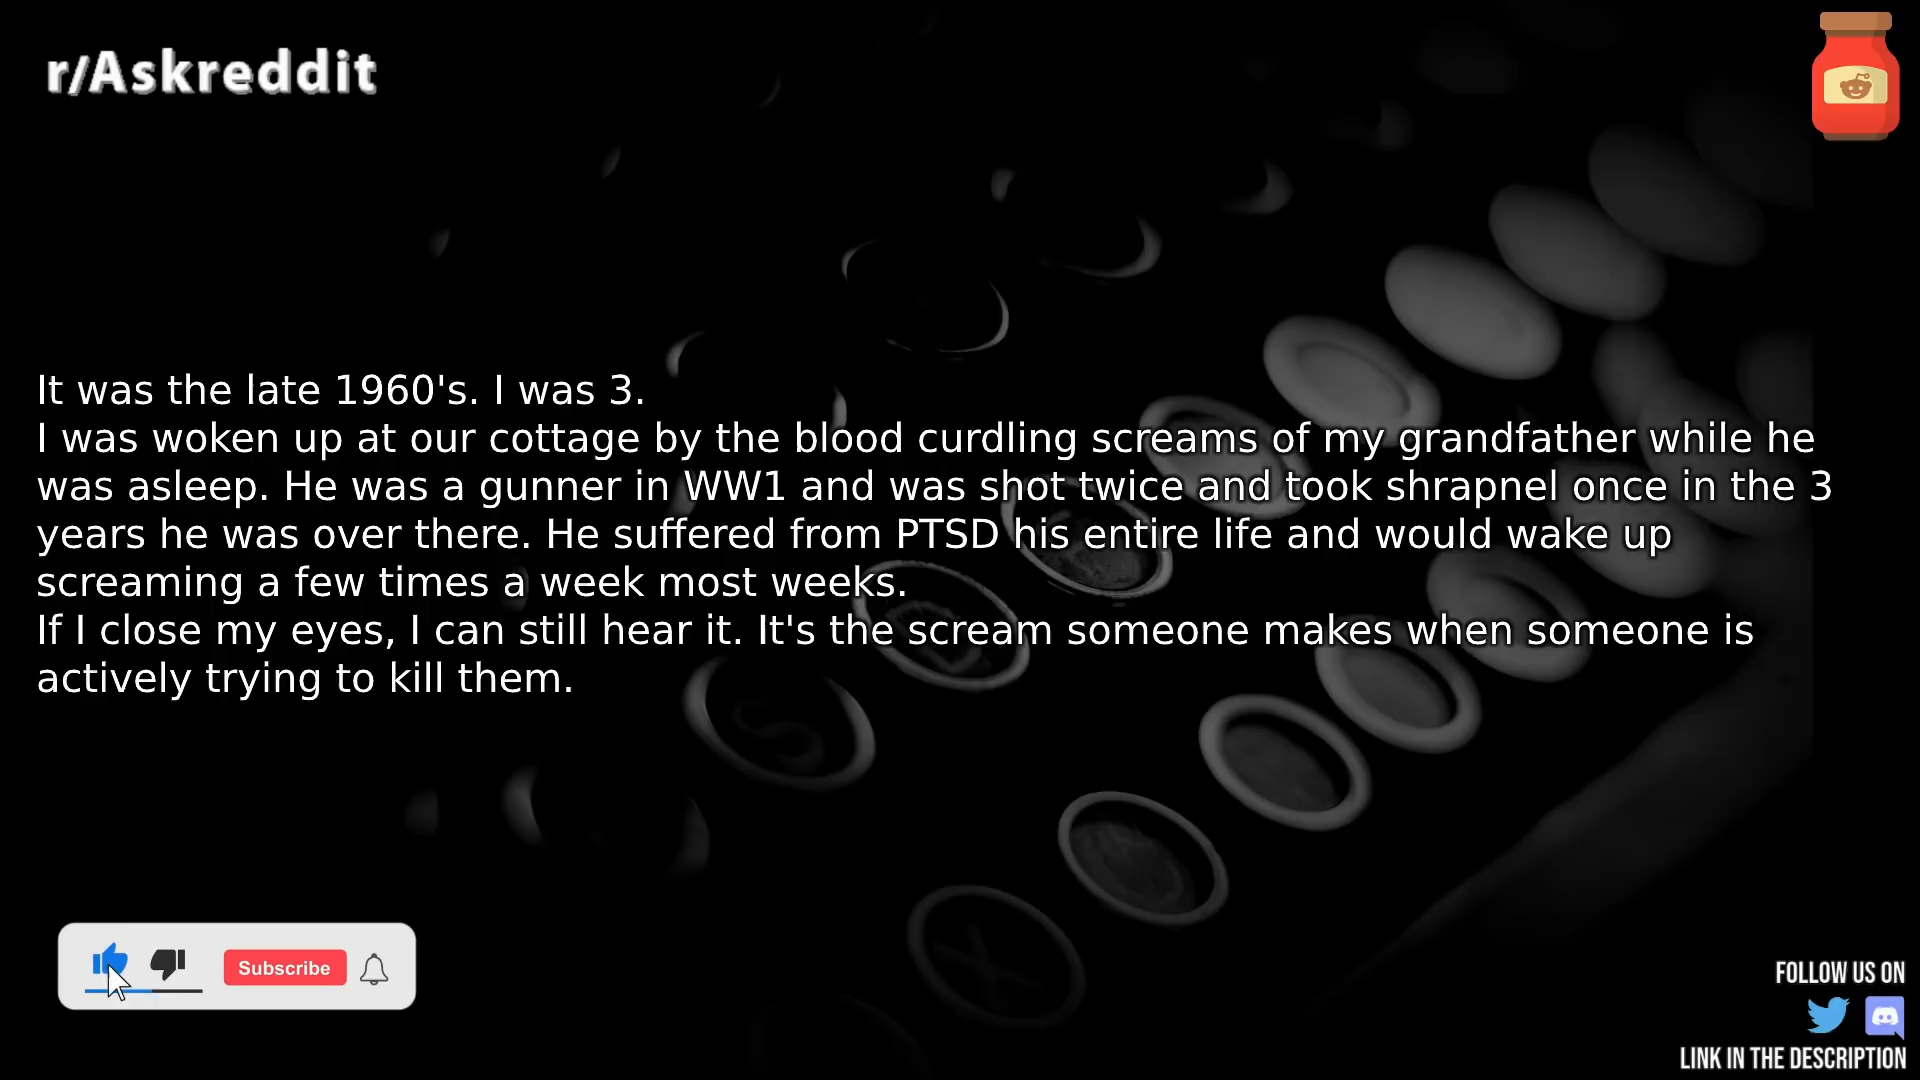 r/Askreddit
It was the late 1960's. I was 3.
I was woken up at our cottage by the blood curdling screams of my grandfather while he
was asleep. He was a gunner in WW1 and was shot twice and took shrapnel once in the 3
years he was over there. He suffered from PTSD his entire life and would wake up
screaming a few times a week most weeks.
If I close my eyes, I can still hear it. It's the scream someone makes when someone is
actively trying to kill them.
S
X
Subscribe
FOLLOW US ON
LINK IN THE DESCRIPTION